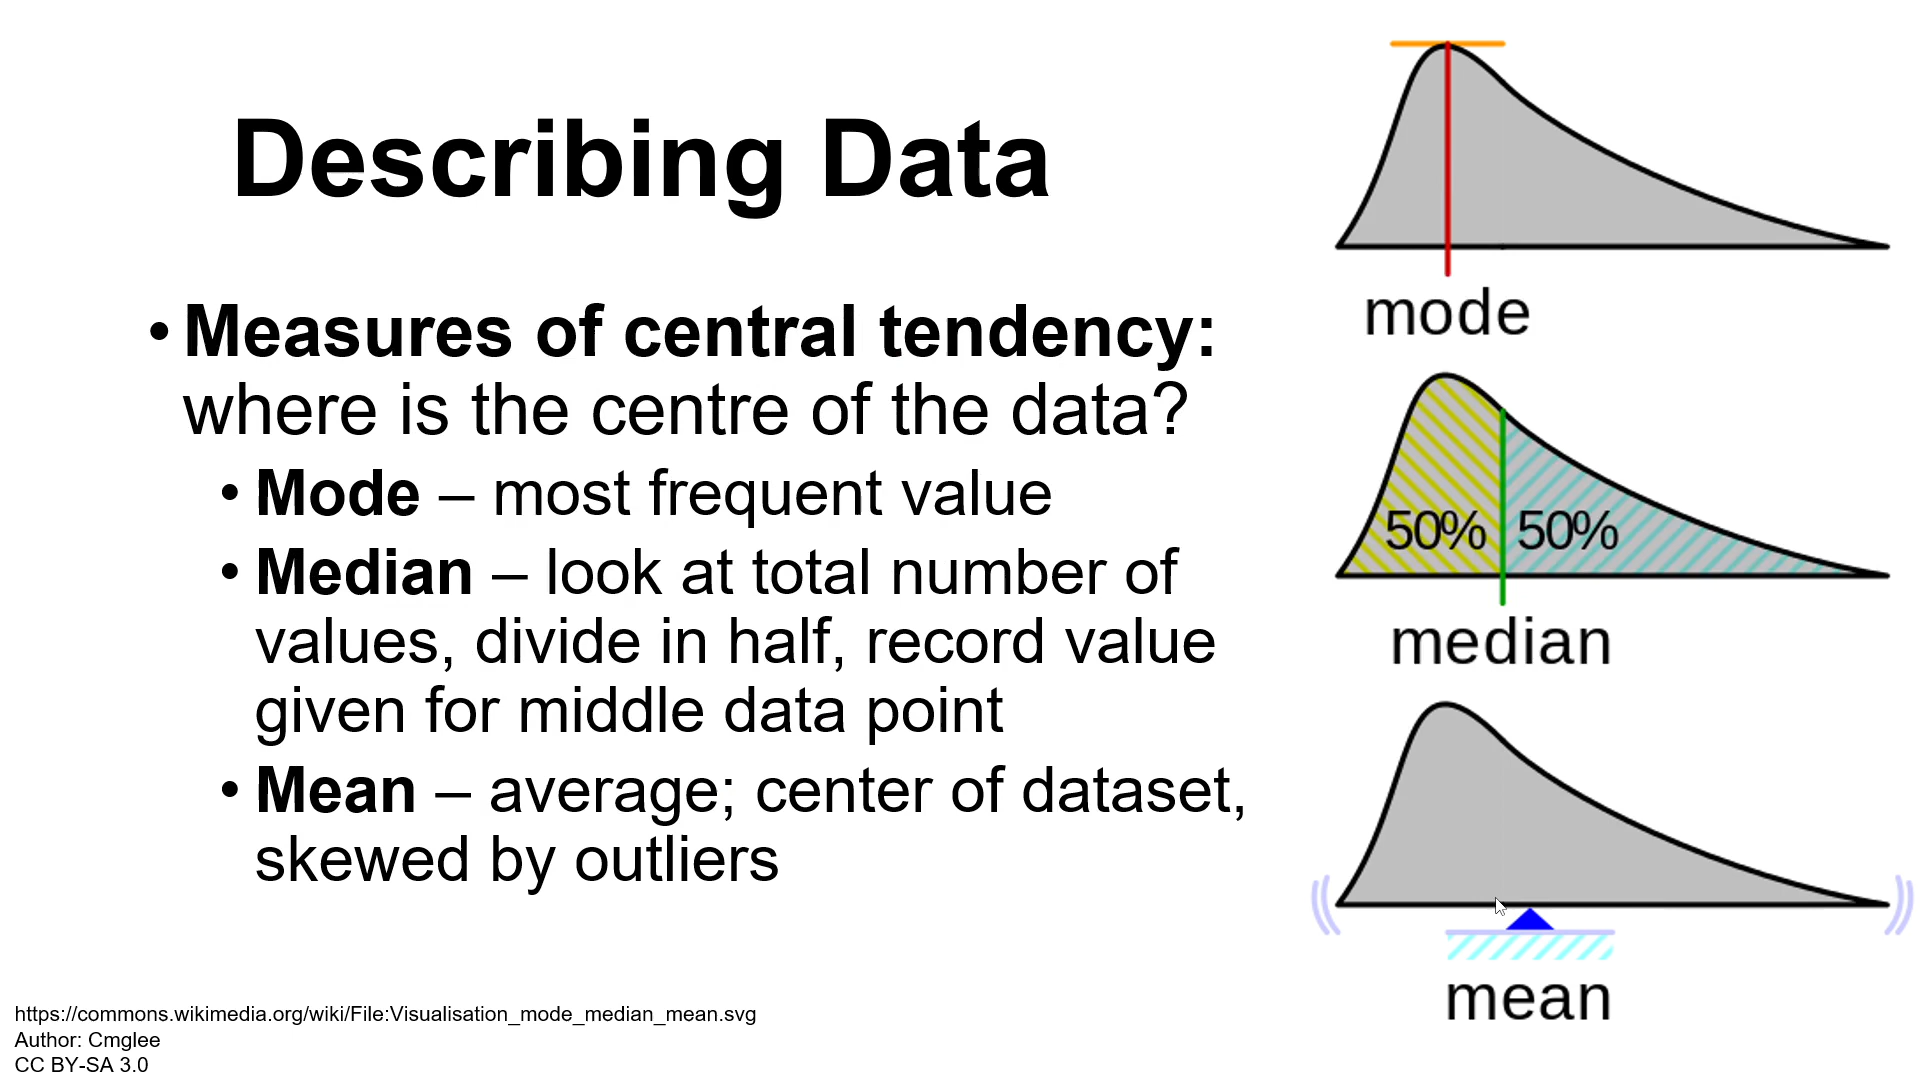 Describing Data
• Measures of central tendency:
where is the centre of the data?
• Mode – most frequent value
• Median – look at total number of
values, divide in half, record value
given for middle data point
• Mean – average; center of dataset,
skewed by outliers
mode
50% 50%
median
mean
https://commons.wikimedia.org/wiki/File:Visualisation_mode_median_mean.svg
Author: Cmglee
CC BY-SA 3.0